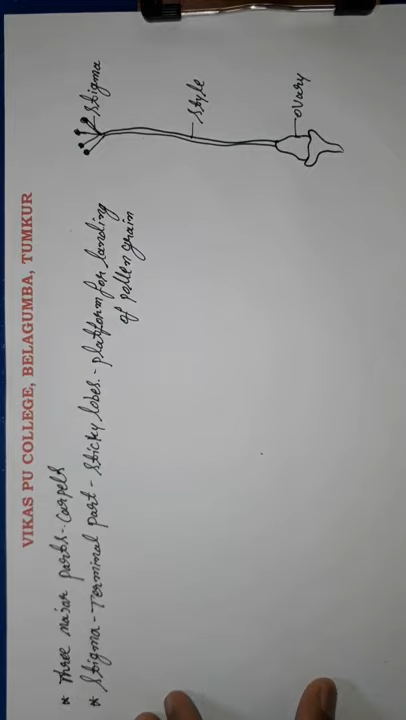 VIKAS PU COLLEGE, BELAGUMBA, TUMKUR
* Three major parts - Carpels
* Stigma - Terminal part - sticky lobes. - platform for landing
of pollen grain
Stigma
Style
ovary